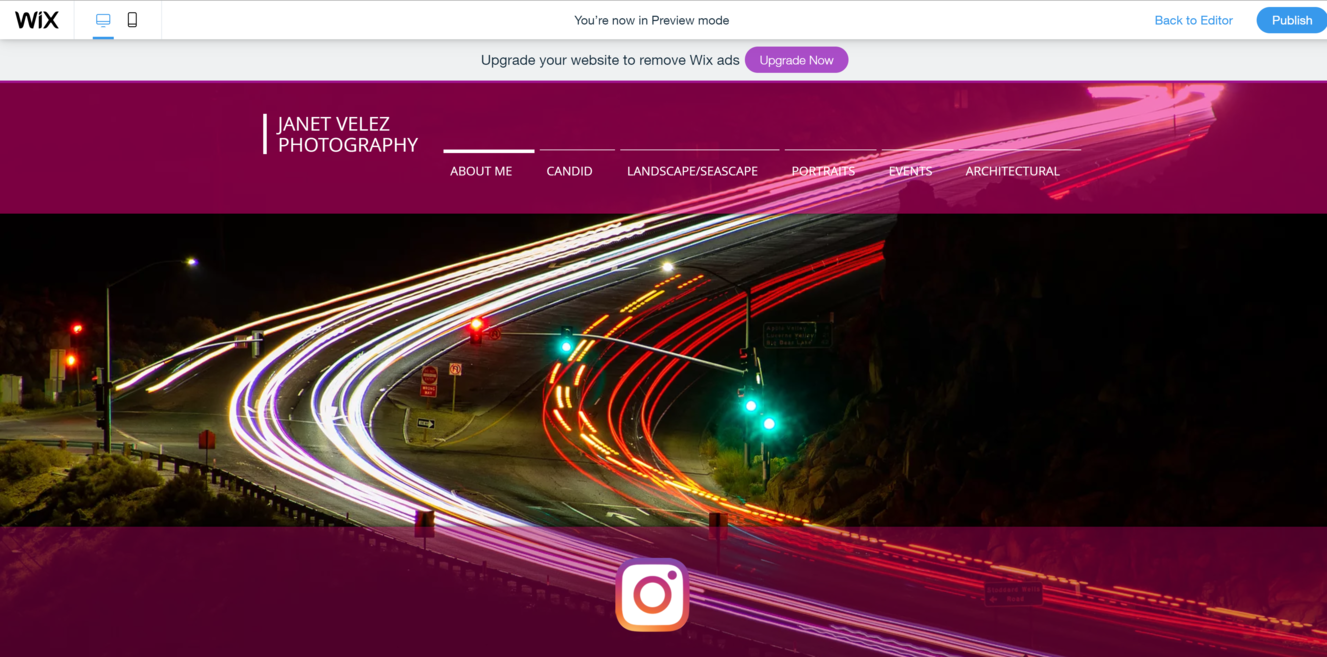 WiX
You're now in Preview mode
Back to Editor
Publish
Upgrade your website to remove Wix ads
Upgrade Now
JANET VELEZ
PHOTOGRAPHY
ABOUT ME
CANDID
LANDSCAPE/SEASCAPE
PORTRAITS
EVENTS
ARCHITECTURAL